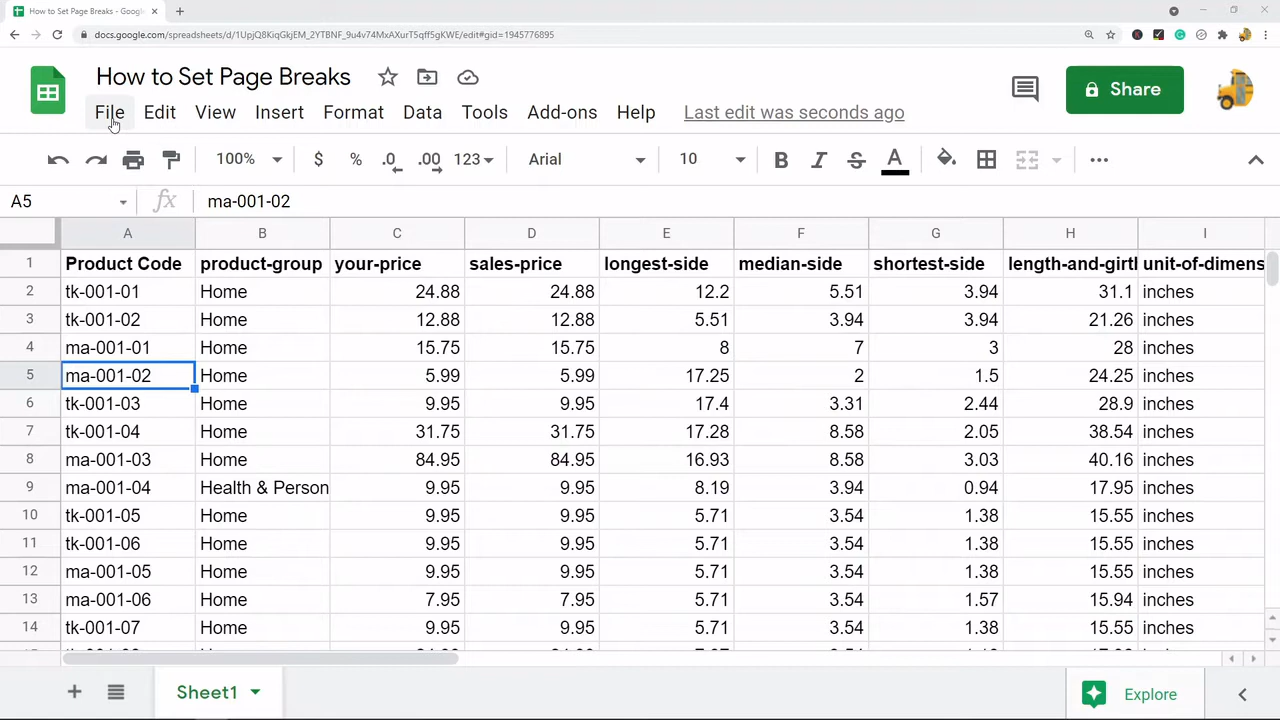 How to Set Page Breaks - Googl
docs.google.com/spreadsheets/d/1UpjQ8KiqGkjEM_2YTBNF_9u4v74MxAXurT5qff5gKWE/edit#gid=1945776895
How to Set Page Breaks
Share
File Edit View Insert Format Data Tools Add-ons Help Last edit was seconds ago
100% $ % .0 .00 123 Arial 10 B I S A
A5 fx ma-001-02
A B C D E F G H I
1 Product Code product-group your-price sales-price longest-side median-side shortest-side length-and-girtl unit-of-dimens
2 tk-001-01 Home 24.88 24.88 12.2 5.51 3.94 31.1 inches
3 tk-001-02 Home 12.88 12.88 5.51 3.94 3.94 21.26 inches
4 ma-001-01 Home 15.75 15.75 8 7 3 28 inches
5 ma-001-02 Home 5.99 5.99 17.25 2 1.5 24.25 inches
6 tk-001-03 Home 9.95 9.95 17.4 3.31 2.44 28.9 inches
7 tk-001-04 Home 31.75 31.75 17.28 8.58 2.05 38.54 inches
8 ma-001-03 Home 84.95 84.95 16.93 8.58 3.03 40.16 inches
9 ma-001-04 Health & Person 9.95 9.95 8.19 3.94 0.94 17.95 inches
10 tk-001-05 Home 9.95 9.95 5.71 3.54 1.38 15.55 inches
11 tk-001-06 Home 9.95 9.95 5.71 3.54 1.38 15.55 inches
12 ma-001-05 Home 9.95 9.95 5.71 3.54 1.38 15.55 inches
13 ma-001-06 Home 7.95 7.95 5.71 3.54 1.57 15.94 inches
14 tk-001-07 Home 9.95 9.95 5.71 3.54 1.38 15.55 inches
Sheet1 Explore